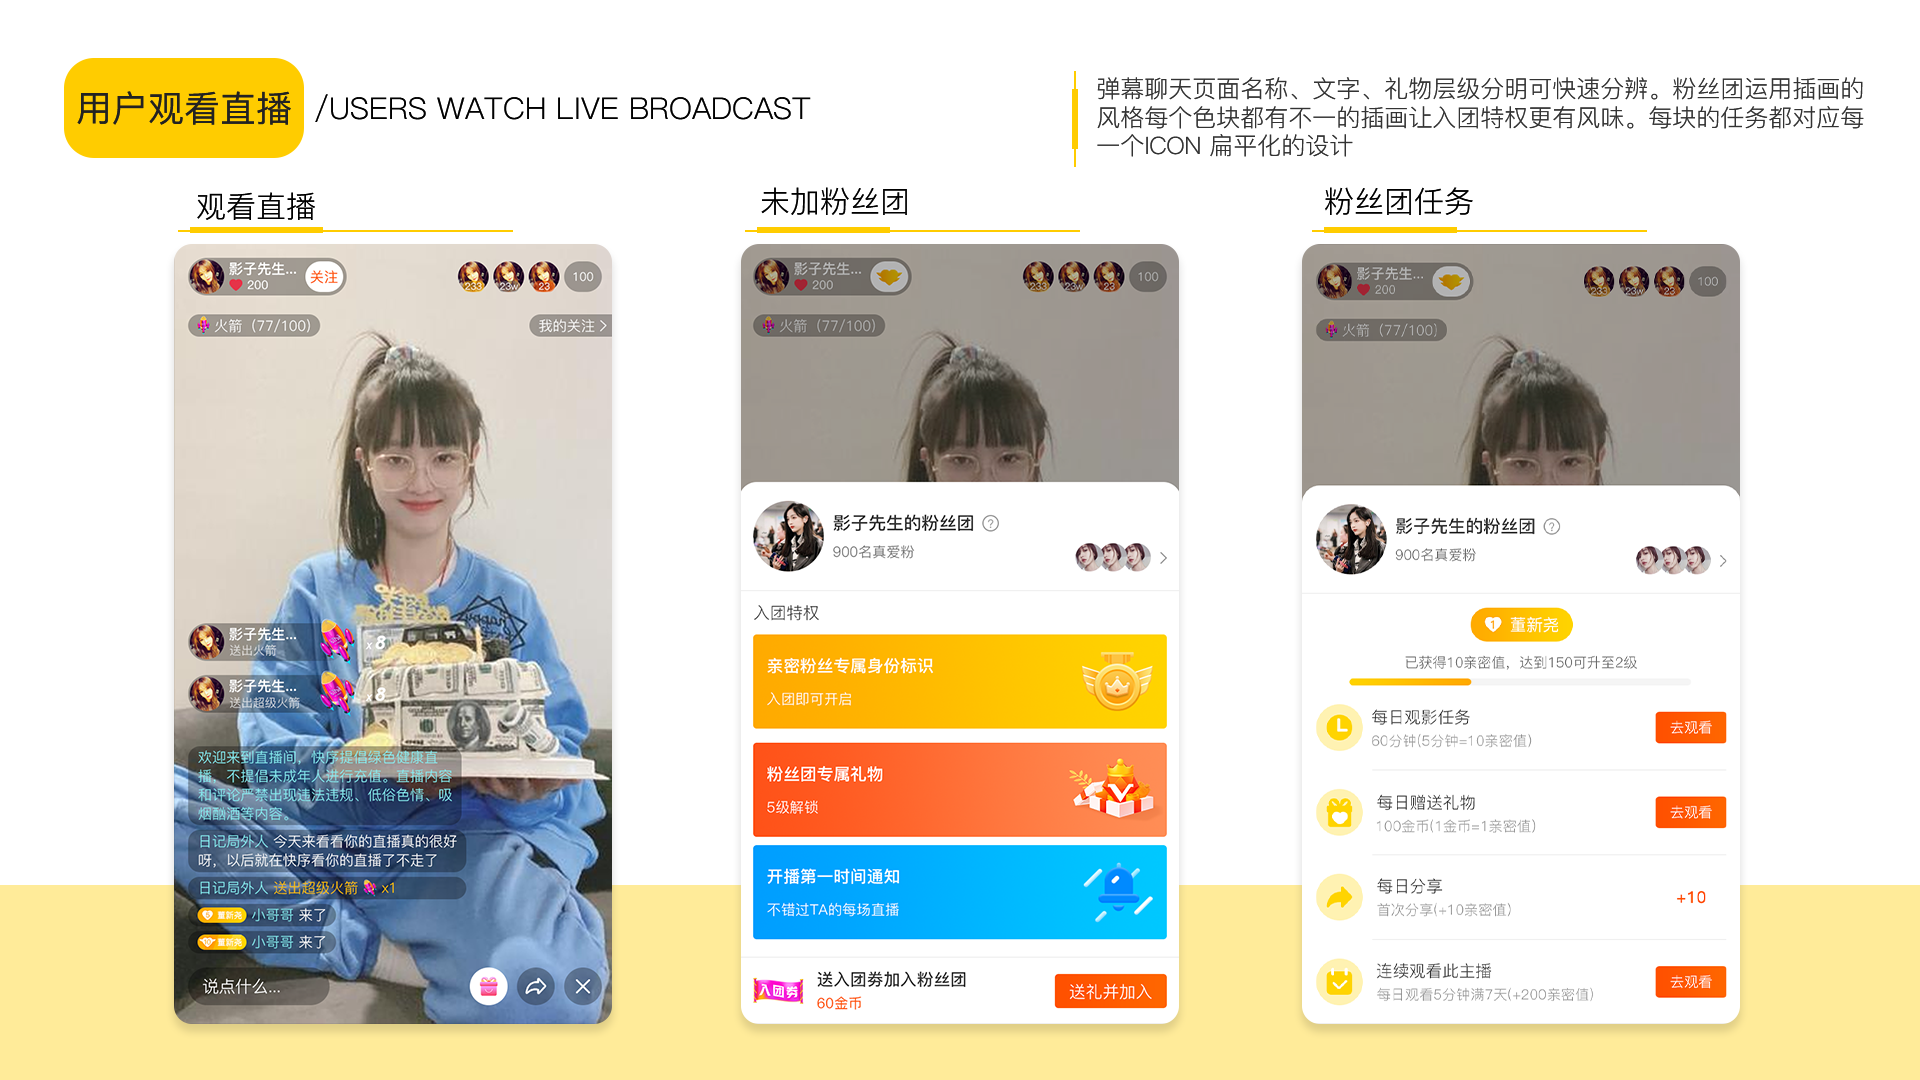 用户观看直播
/USERS WATCH LIVE BROADCAST
弹幕聊天页面名称、文字、礼物层级分明可快速分辨。粉丝团运用插画的
风格每个色块都有不一的插画让入团特权更有风味。每块的任务都对应每
一个ICON 扁平化的设计
观看直播
影子先生...
200
关注
233
23w
23
100
火箭（77/100）
我的关注
影子先生...
送出火箭
x8
影子先生...
送出超级火箭
x8
欢迎来到直播间，快序提倡绿色健康直
播，不提倡未成年人进行充值。直播内容
和评论严禁出现违法违规、低俗色情、吸
烟酗酒等内容。
日记局外人 今天来看看你的直播真的很好
呀，以后就在快序看你的直播了不走了
日记局外人 送出超级火箭 x1
董新尧 小哥哥 来了
董新尧 小哥哥 来了
说点什么...
未加粉丝团
影子先生...
200
233
23w
23
100
火箭（77/100）
影子先生的粉丝团 ?
900名真爱粉
入团特权
亲密粉丝专属身份标识
入团即可开启
粉丝团专属礼物
5级解锁
开播第一时间通知
不错过TA的每场直播
入团券
送入团劵加入粉丝团
60金币
送礼并加入
粉丝团任务
影子先生...
200
233
23w
23
100
火箭（77/100）
影子先生的粉丝团 ?
900名真爱粉
1 董新尧
已获得10亲密值，达到150可升至2级
每日观影任务
60分钟(5分钟=10亲密值)
去观看
每日赠送礼物
100金币(1金币=1亲密值)
去观看
每日分享
首次分享(+10亲密值)
+10
连续观看此主播
每日观看5分钟满7天(+200亲密值)
去观看